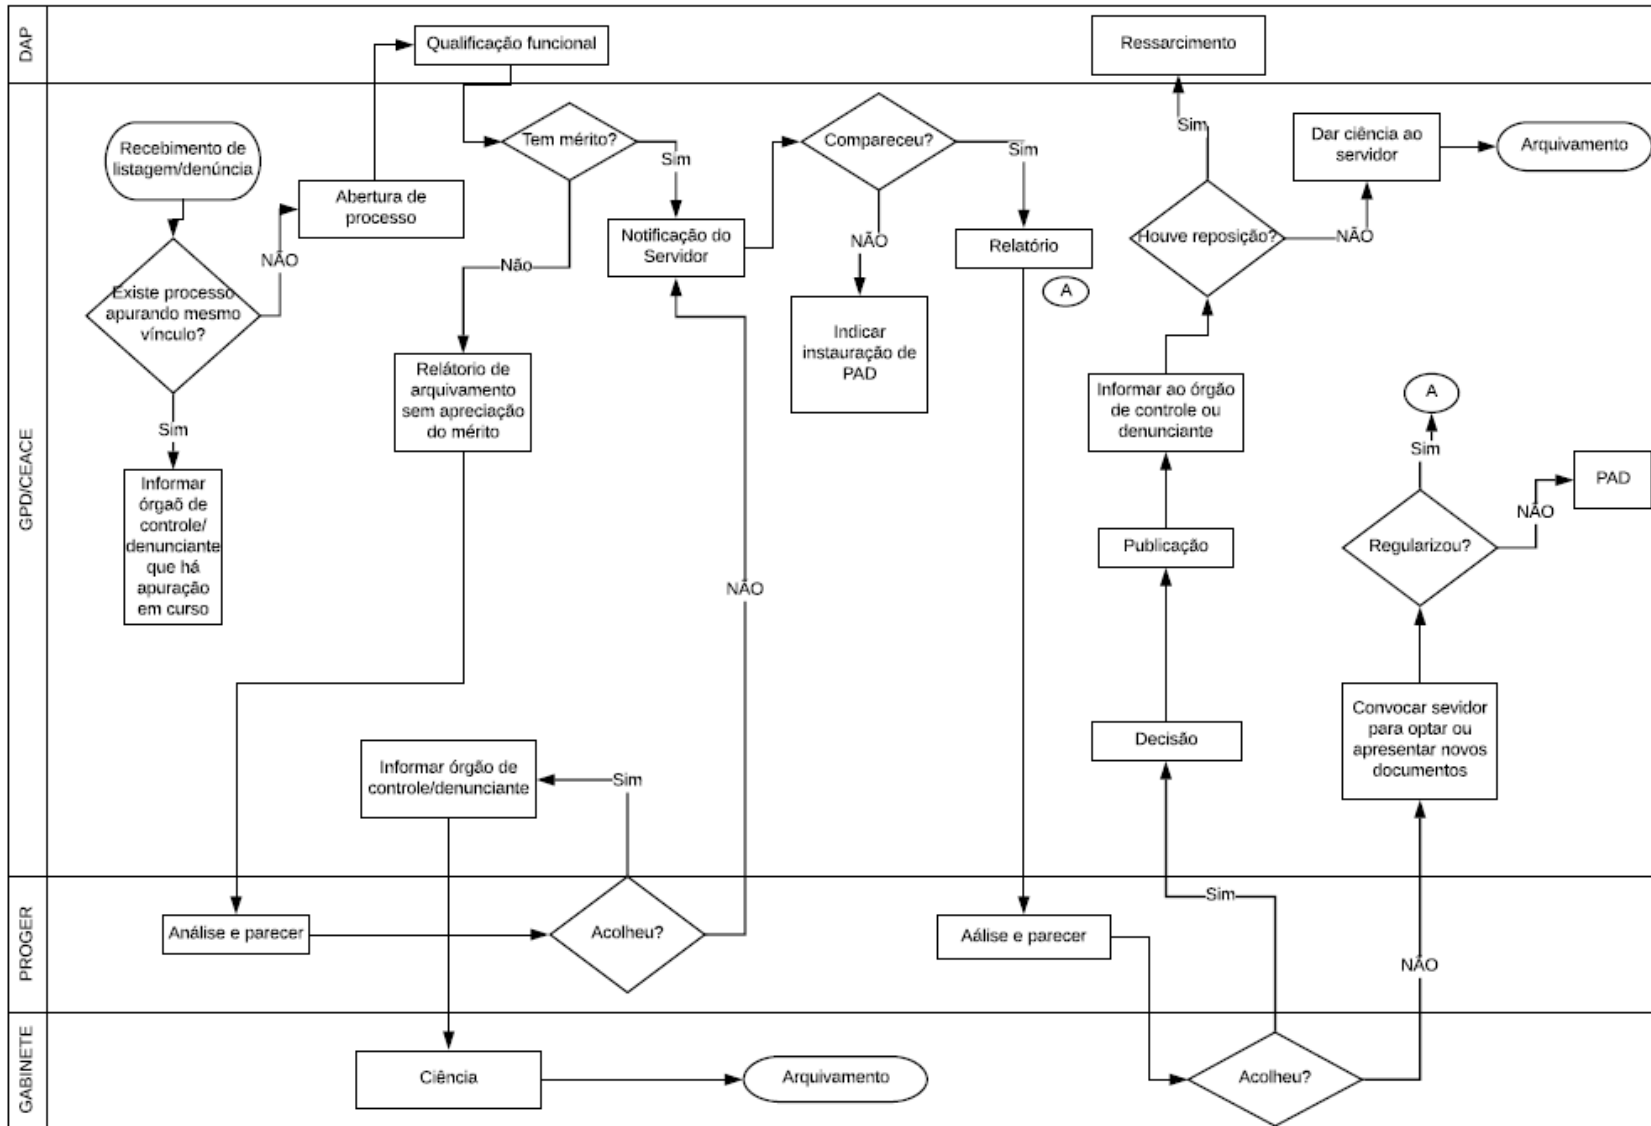 DAP
Qualificação funcional
Ressarcimento
GPD/CEACE
Recebimento de
listagem/denúncia
Existe processo
apurando mesmo
vínculo?
NÃO
Sim
Informar
órgaõ de
controle/
denunciante
que há
apuração
em curso
Abertura de
processo
Tem mérito?
Sim
Não
Relátorio de
arquivamento
sem apreciação
do mérito
Notificação do
Servidor
Compareceu?
Sim
NÃO
Indicar
instauração de
PAD
Relatório
A
Sim
Houve reposição?
NÃO
Dar ciência ao
servidor
Arquivamento
Informar ao órgão
de controle ou
denunciante
Publicação
Decisão
A
Sim
Regularizou?
NÃO
PAD
Convocar sevidor
para optar ou
apresentar novos
documentos
Informar órgão de
controle/denunciante
Sim
NÃO
PROGER
Análise e parecer
Acolheu?
Aálise e parecer
Sim
NÃO
GABINETE
Ciência
Arquivamento
Acolheu?